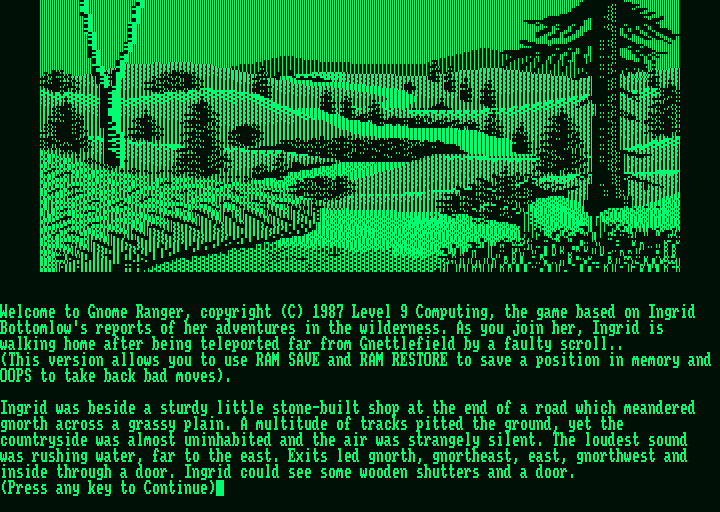 Welcome to Gnome Ranger, copyright (C) 1987 Level 9 Computing, the game based on Ingrid
Bottomlow's reports of her adventures in the wilderness. As you join her, Ingrid is
walking home after being teleported far from Gnettlefield by a faulty scroll..
(This version allows you to use RAM SAVE and RAM RESTORE to save a position in memory and
OOPS to take back bad moves).
Ingrid was beside a sturdy little stone-built shop at the end of a road which meandered
gnorth across a grassy plain. A multitude of tracks pitted the ground, yet the
countryside was almost uninhabited and the air was strangely silent. The loudest sound
was rushing water, far to the east. Exits led gnorth, gnortheast, east, gnorthwest and
inside through a door. Ingrid could see some wooden shutters and a door.
(Press any key to Continue)